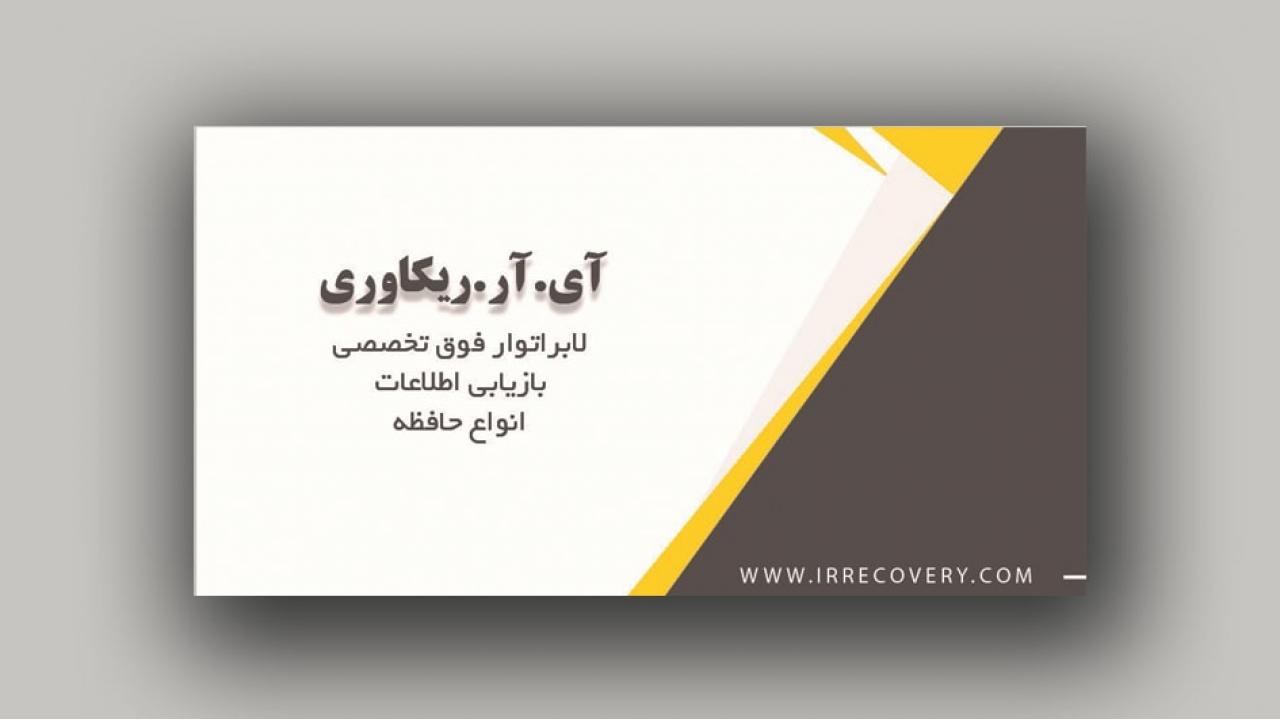 آی.آر.ریکاوری
لابراتوار فوق تخصصی
بازیابی اطلاعات
انواع حافظه
WWW.IRRECOVERY.COM